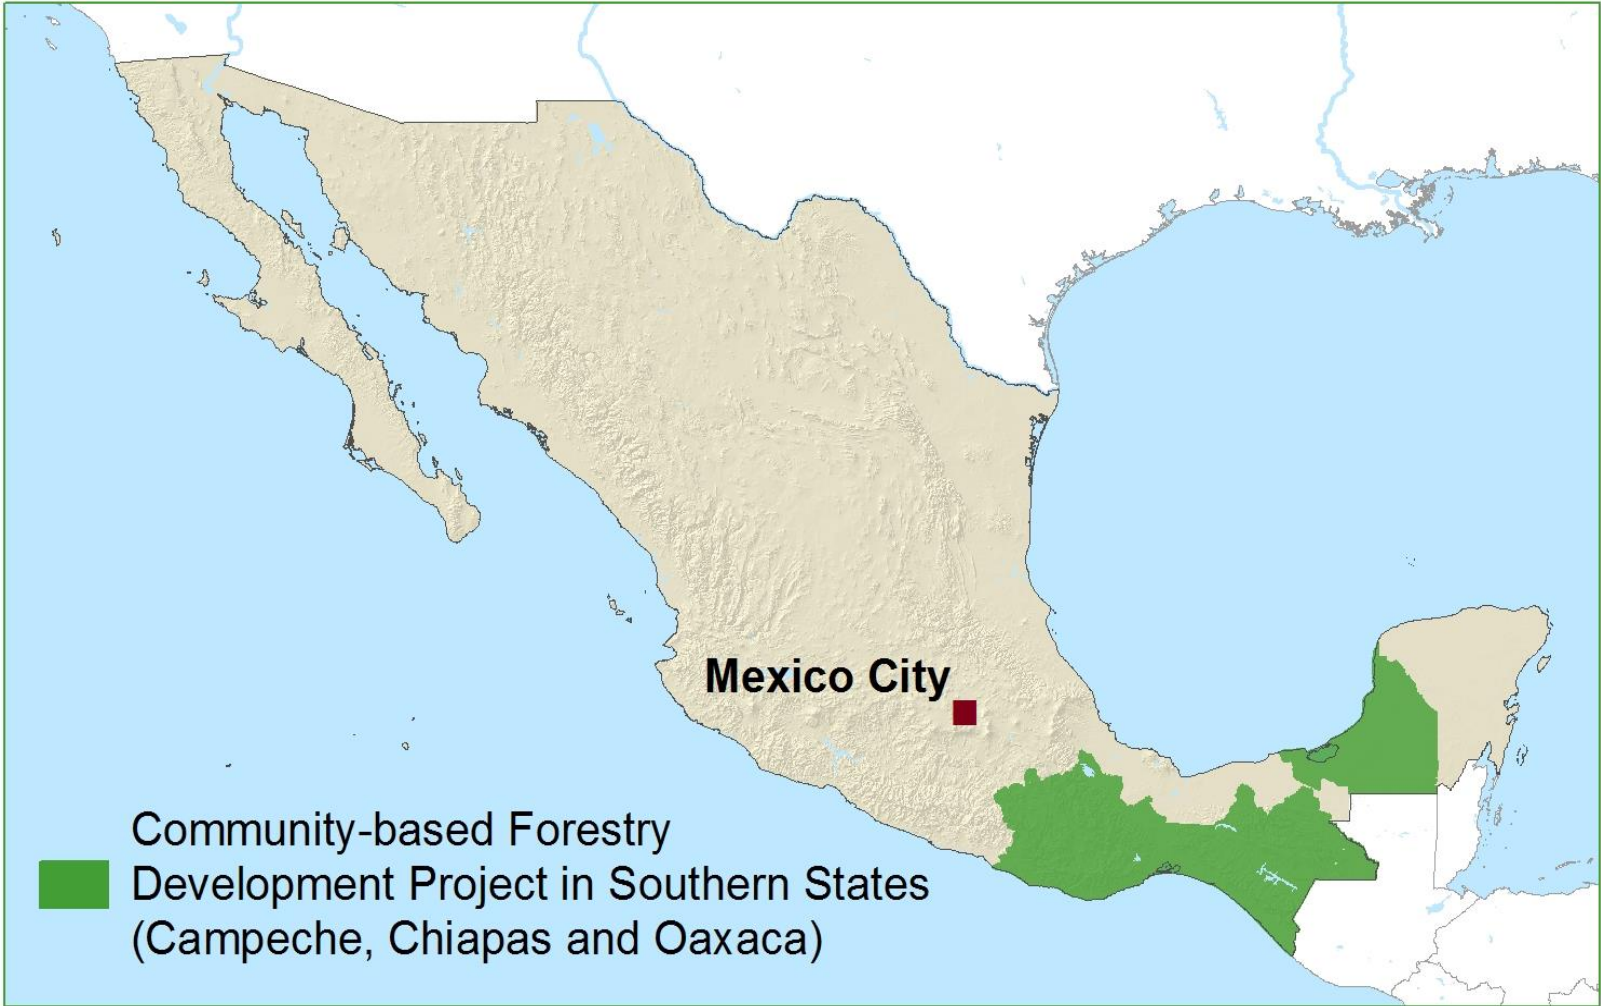 Mexico City
Community-based Forestry
Development Project in Southern States
(Campeche, Chiapas and Oaxaca)